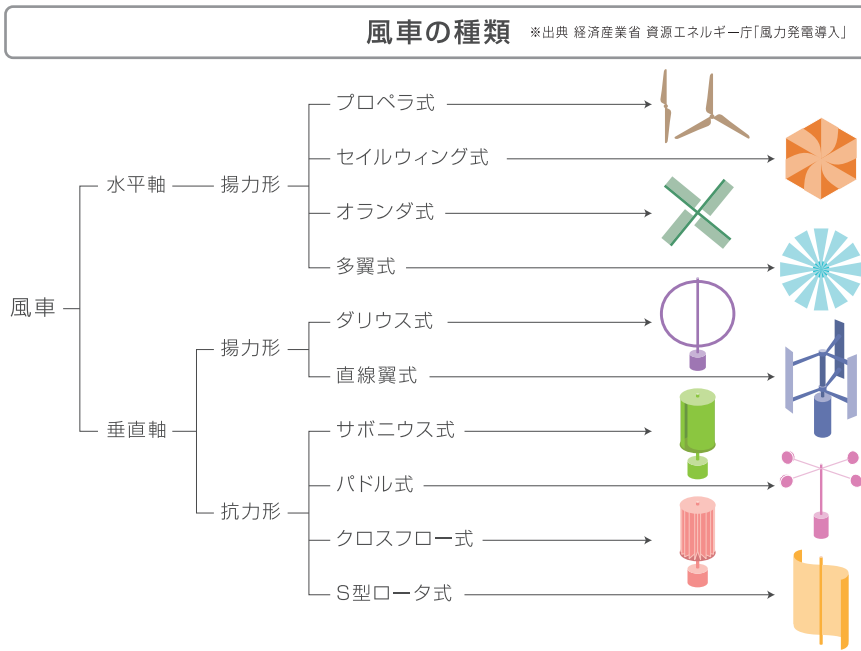 風車の種類 ※出典 経済産業省 資源エネルギー庁「風力発電導入」
プロペラ式
セイルウィング式
水平軸 揚力形
オランダ式
多翼式
風車
ダリウス式
揚力形
直線翼式
垂直軸
サボニウス式
パドル式
抗力形
クロスフロー式
S型ロータ式